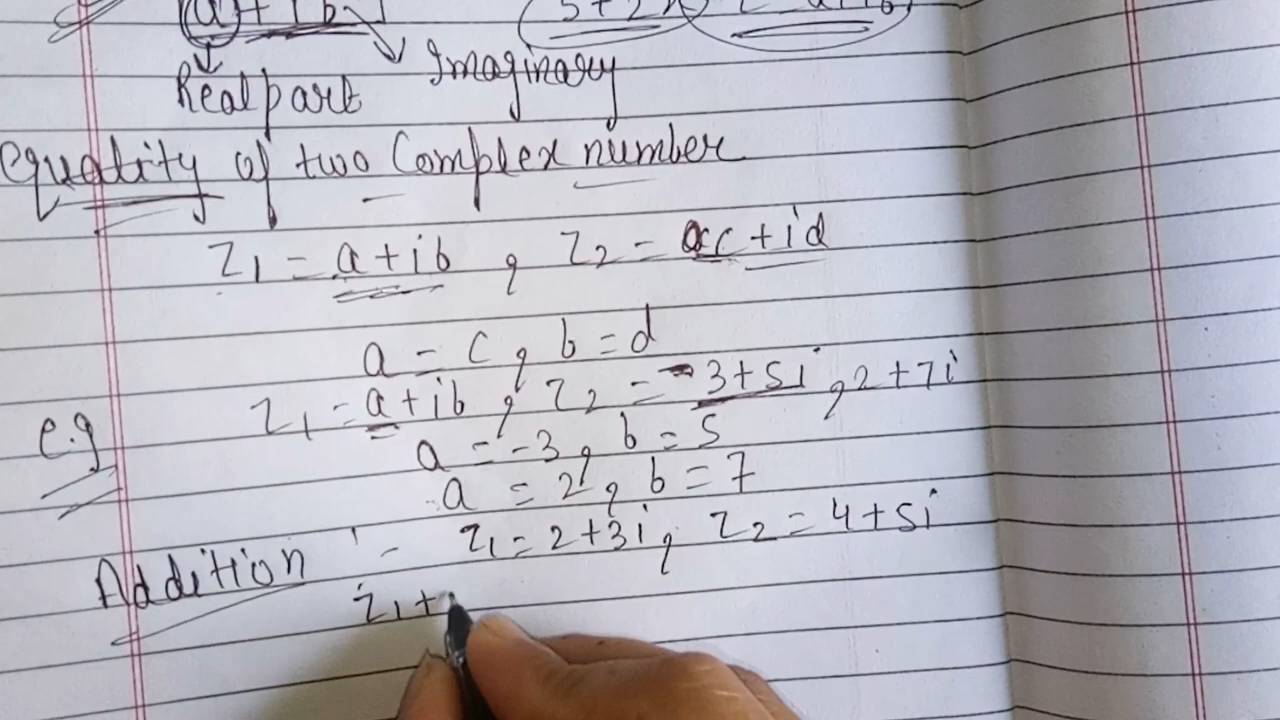 (a)+ib
Real part Imaginary
Equality of two Complex number
Z1 = a+ib , Z2 = c+id
a = c , b = d
e.g Z1 = a+ib , Z2 = -3+5i , 2+7i
a = -3 , b = 5
a = 2 , b = 7
Addition :- Z1 = 2+3i , Z2 = 4+5i
Z1+